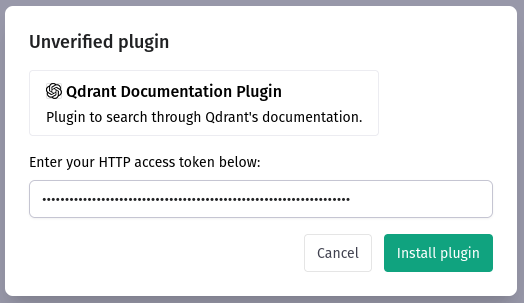 Unverified plugin
Qdrant Documentation Plugin
Plugin to search through Qdrant's documentation.
Enter your HTTP access token below:
Cancel
Install plugin